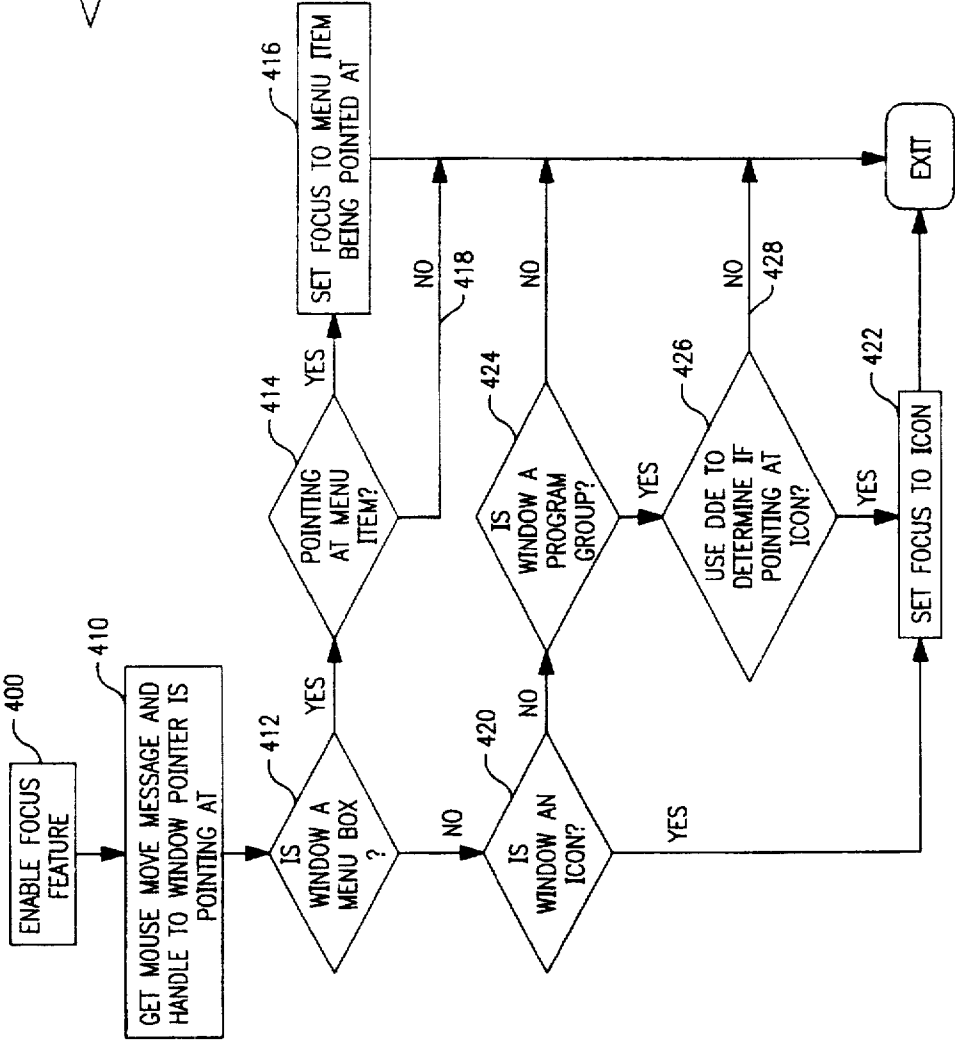 400
ENABLE FOCUS
FEATURE
410
GET MOUSE MOVE MESSAGE AND
HANDLE TO WINDOW POINTER IS
POINTING AT
412
IS
WINDOW A
MENU BOX
?
YES
NO
414
POINTING
AT MENU
ITEM?
YES
NO
418
416
SET FOCUS TO MENU ITEM
BEING POINTED AT
420
IS
WINDOW AN
ICON?
NO
YES
424
IS
WINDOW A
PROGRAM
GROUP?
NO
YES
426
USE DDE TO
DETERMINE IF
POINTING AT
ICON?
NO
428
YES
422
SET FOCUS TO ICON
EXIT